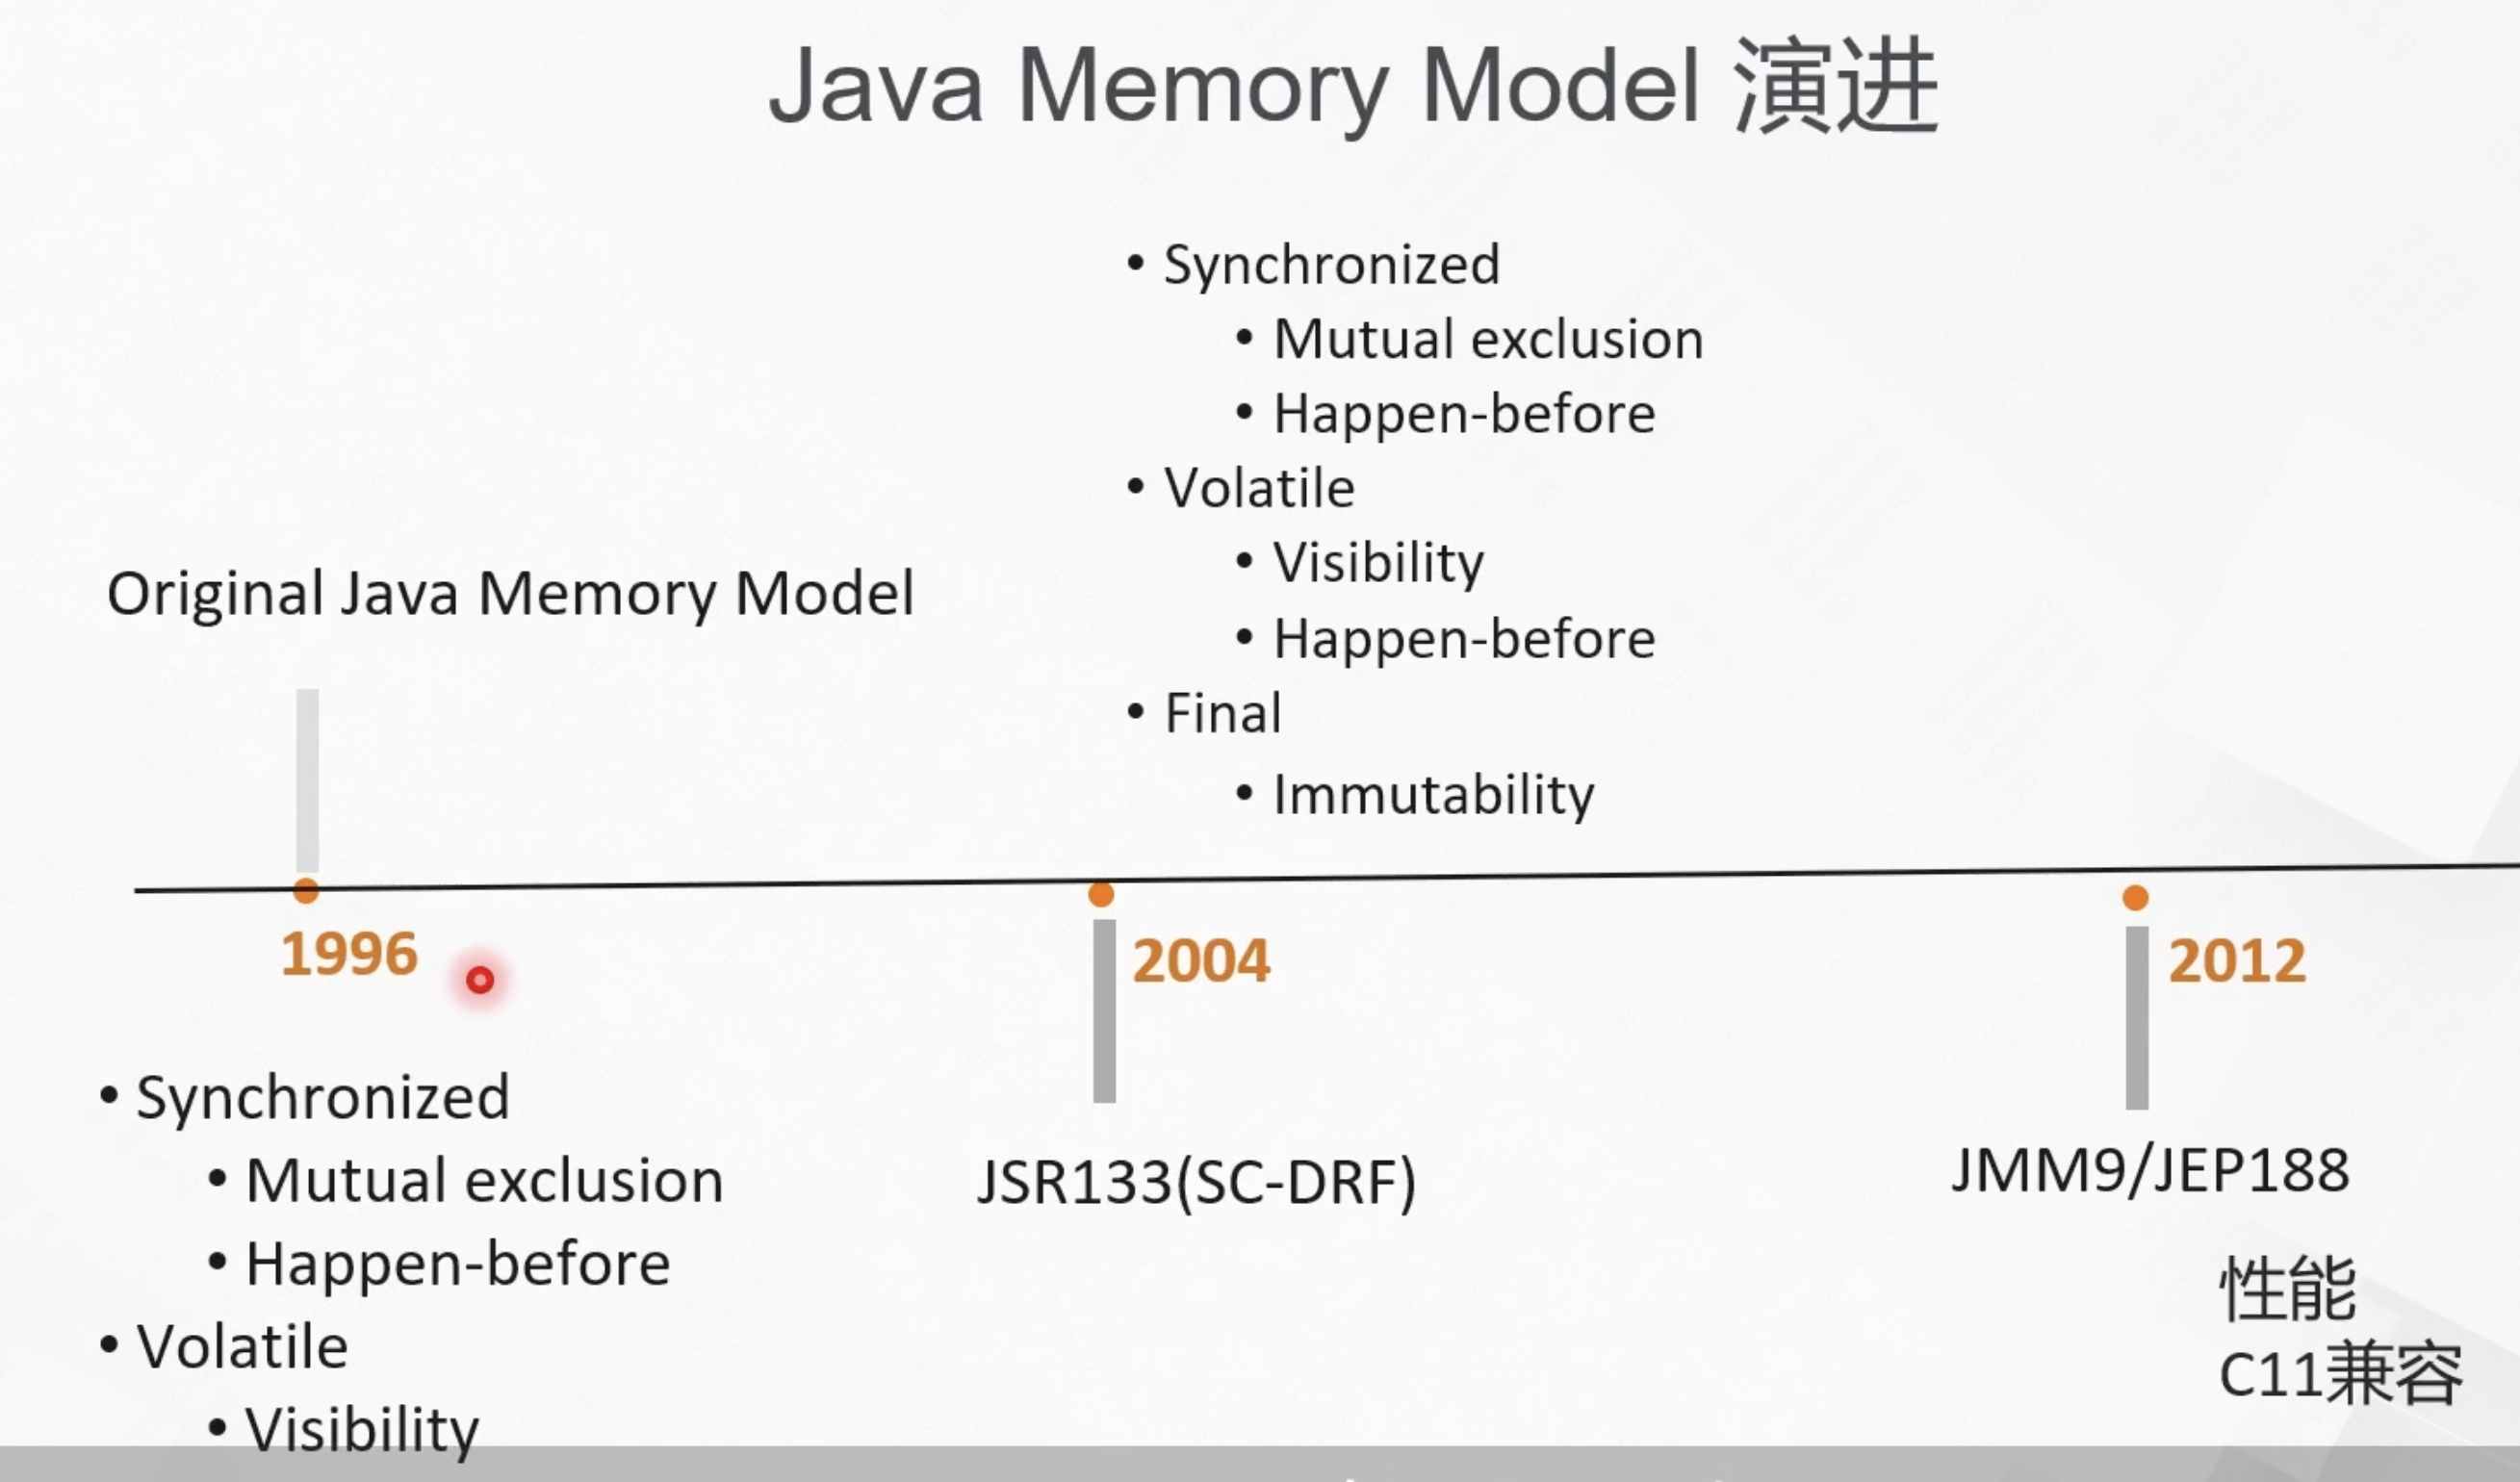 Java Memory Model 演进
Original Java Memory Model
1996
• Synchronized
• Mutual exclusion
• Happen-before
• Volatile
• Visibility
• Synchronized
• Mutual exclusion
• Happen-before
• Volatile
• Visibility
• Happen-before
• Final
• Immutability
2004
JSR133(SC-DRF)
2012
JMM9/JEP188
性能
C11兼容